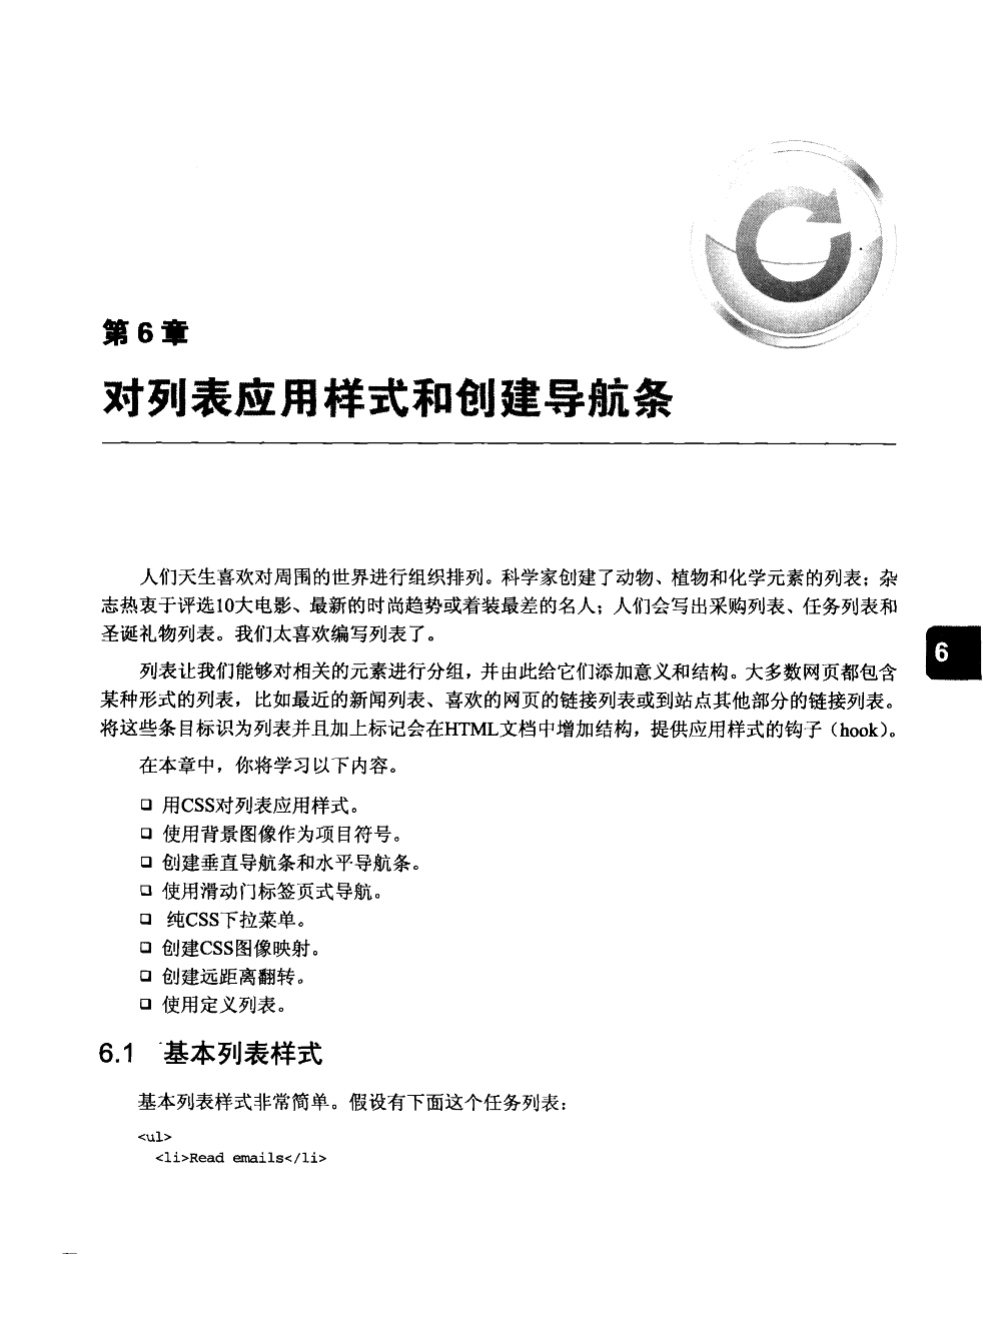 第 6 章
对列表应用样式和创建导航条
人们天生喜欢对周围的世界进行组织排列。科学家创建了动物、植物和化学元素的列表；杂
志热衷于评选10大电影、最新的时尚趋势或着装最差的名人；人们会写出采购列表、任务列表和
圣诞礼物列表。我们太喜欢编写列表了。
6
列表让我们能够对相关的元素进行分组，并由此给它们添加意义和结构。大多数网页都包含
某种形式的列表，比如最近的新闻列表、喜欢的网页的链接列表或到站点其他部分的链接列表。
将这些条目标识为列表并且加上标记会在HTML文档中增加结构，提供应用样式的钩子（hook）。
在本章中，你将学习以下内容。
❑ 用CSS对列表应用样式。
❑ 使用背景图像作为项目符号。
❑ 创建垂直导航条和水平导航条。
❑ 使用滑动门标签页式导航。
❑ 纯CSS下拉菜单。
❑ 创建CSS图像映射。
❑ 创建远距离翻转。
❑ 使用定义列表。
6.1 基本列表样式
基本列表样式非常简单。假设有下面这个任务列表：
<ul>
<li>Read emails</li>